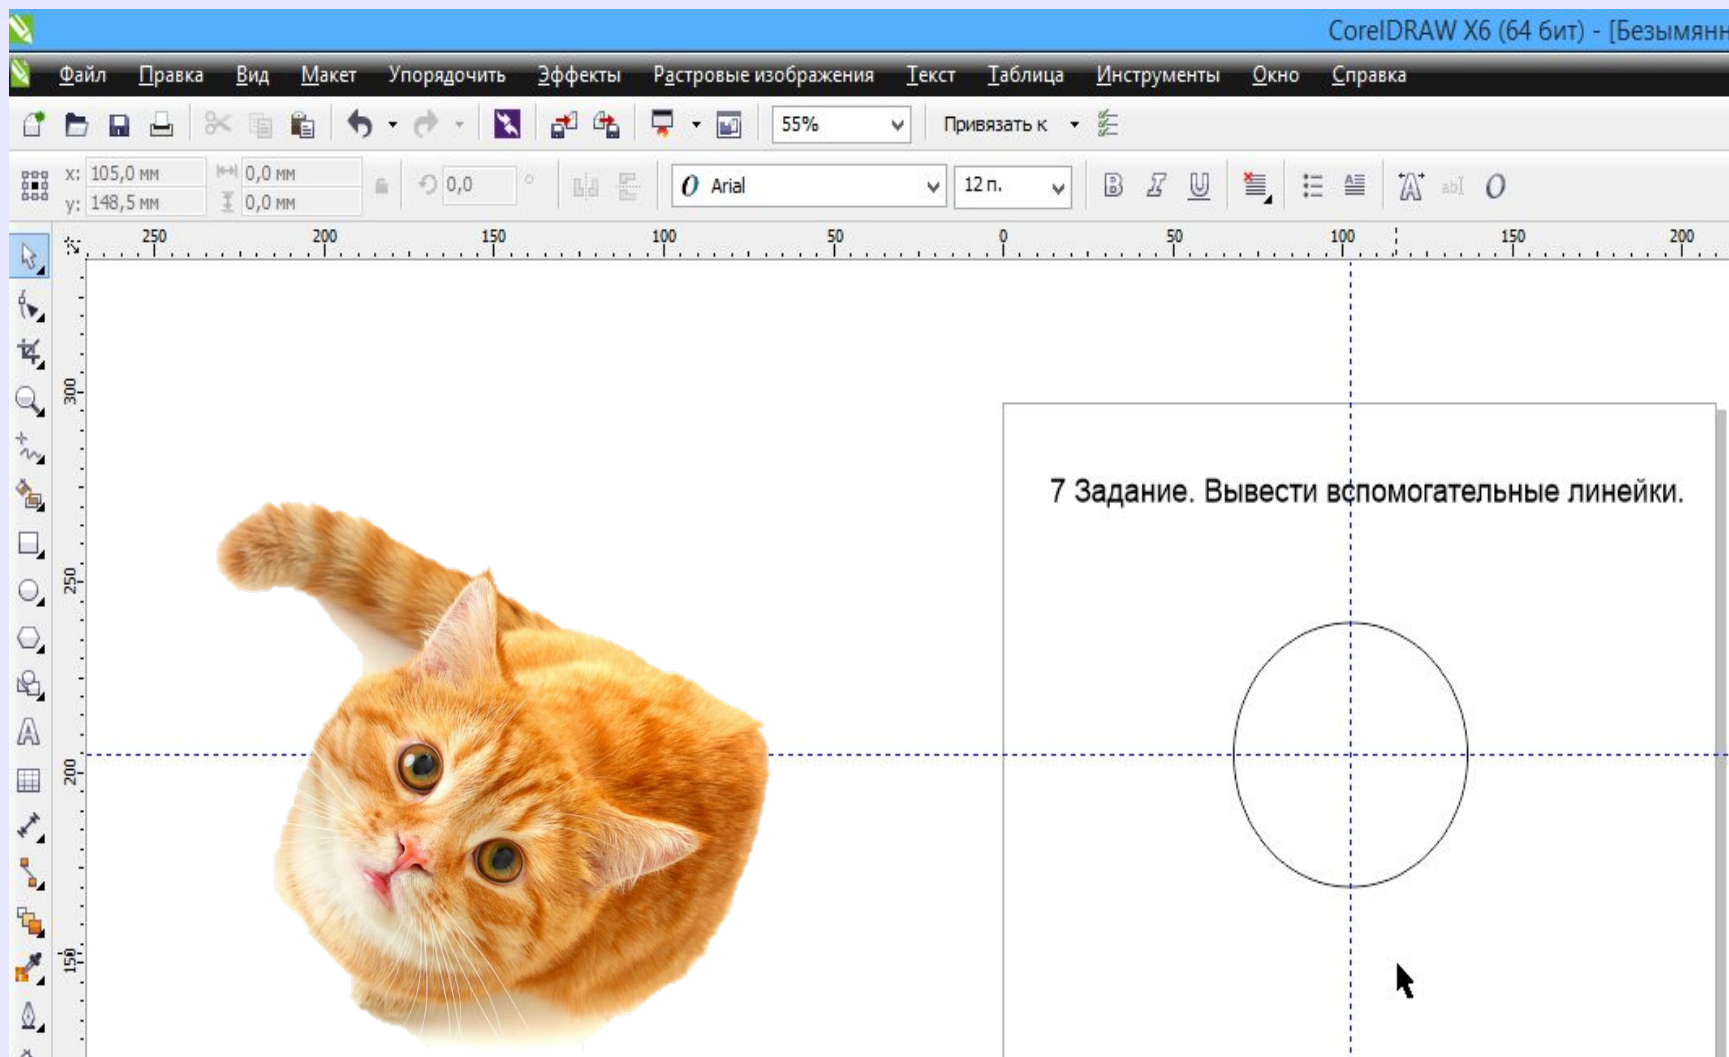 CorelDRAW X6 (64 бит) - [Безымянн
Файл Правка Вид Макет Упорядочить Эффекты Растровые изображения Текст Таблица Инструменты Окно Справка
55% Привязать к
x: 105,0 мм 0,0 мм 0,0 Arial 12 п.
y: 148,5 мм 0,0 мм
250 200 150 100 50 0 50 100 150 200
300
7 Задание. Вывести вспомогательные линейки.
250
200
150